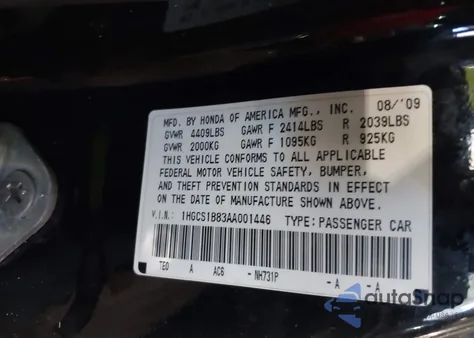 MFD. BY HONDA OF AMERICA MFG., INC. 08/'09
GVWR 4409LBS GAWR F 2414LBS R 2039LBS
GVWR 2000KG GAWR F 1095KG R 925KG
THIS VEHICLE CONFORMS TO ALL APPLICABLE
FEDERAL MOTOR VEHICLE SAFETY, BUMPER,
AND THEFT PREVENTION STANDARDS IN EFFECT
ON THE DATE OF MANUFACTURE SHOWN ABOVE.
V.I.N.: 1HGCS1B83AA001446 TYPE: PASSENGER CAR
TE0 A AC6 - NH731P - A - A
autoSnap